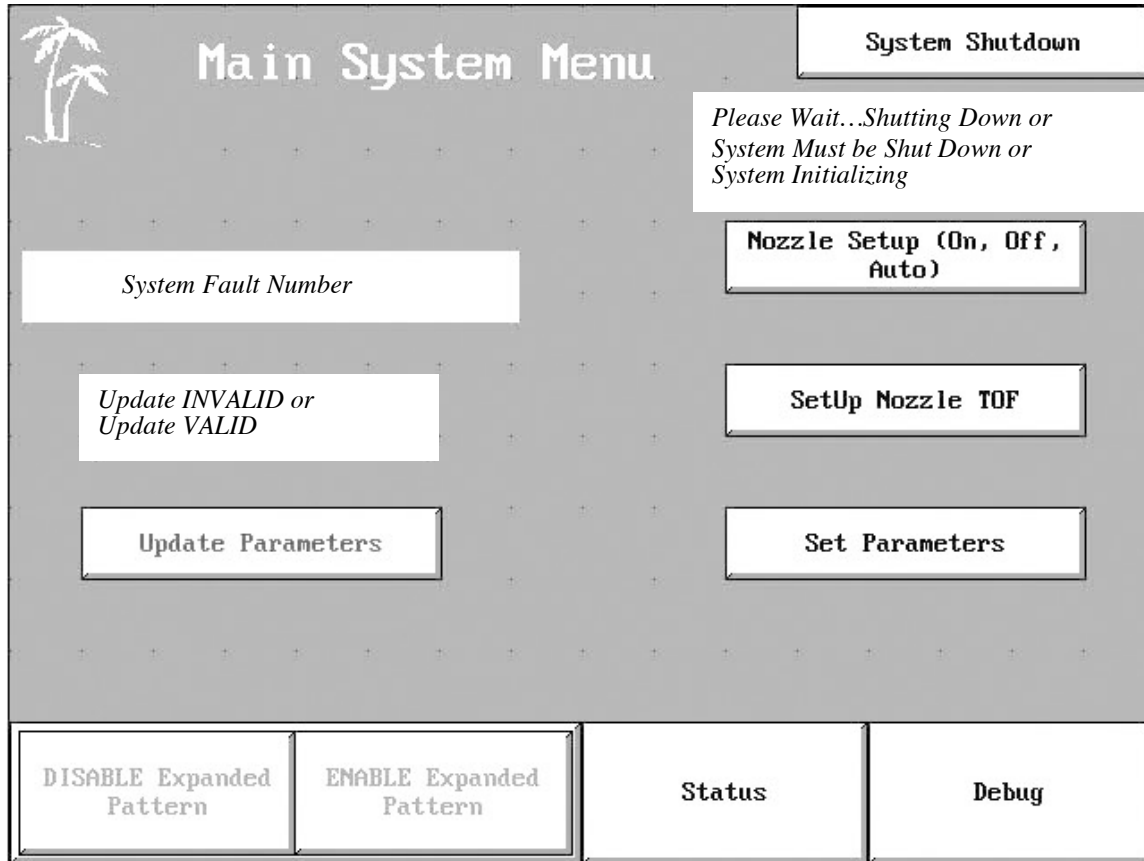 Main System Menu
System Shutdown
Please Wait…Shutting Down or
System Must be Shut Down or
System Initializing
Nozzle Setup (On, Off,
Auto)
System Fault Number
Update INVALID or
Update VALID
SetUp Nozzle TOF
Update Parameters
Set Parameters
DISABLE Expanded
Pattern
ENABLE Expanded
Pattern
Status
Debug